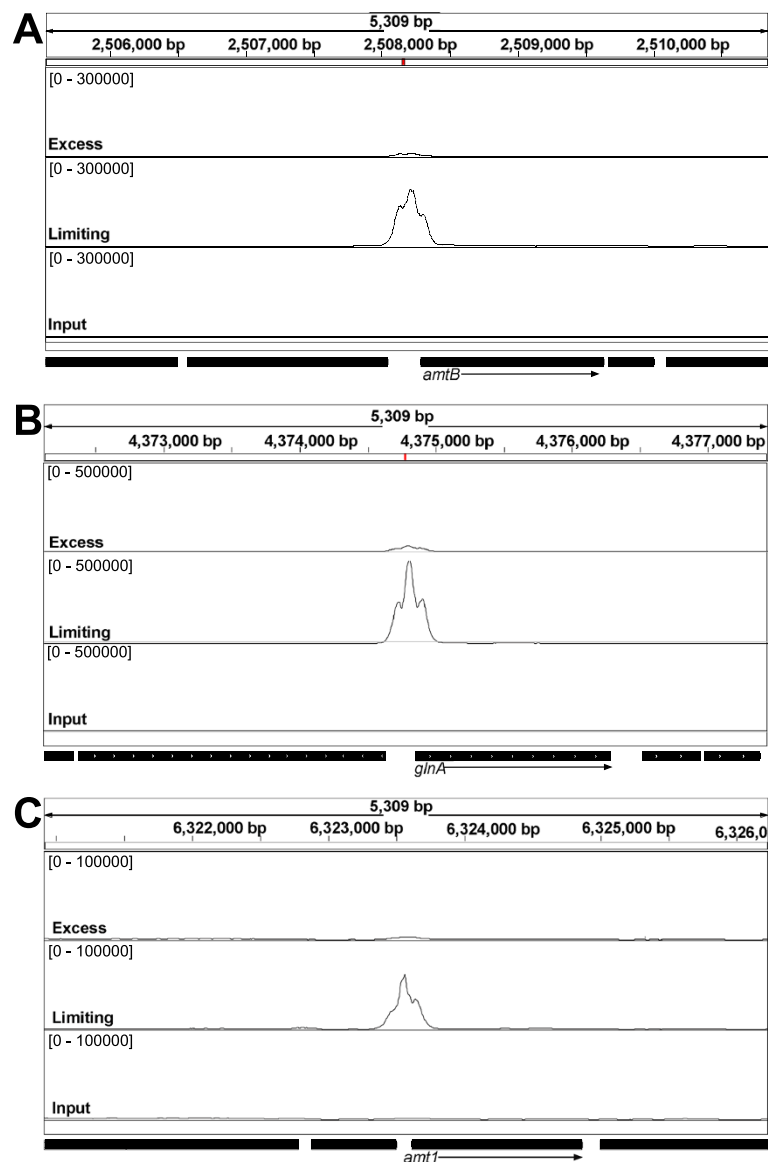 A
5,309 bp
2,506,000 bp 2,507,000 bp 2,508,000 bp 2,509,000 bp 2,510,000 bp
[0 - 300000]
Excess
[0 - 300000]
Limiting
[0 - 300000]
Input
amtB
B
5,309 bp
4,373,000 bp 4,374,000 bp 4,375,000 bp 4,376,000 bp 4,377,000 bp
[0 - 500000]
Excess
[0 - 500000]
Limiting
[0 - 500000]
Input
glnA
C
5,309 bp
6,322,000 bp 6,323,000 bp 6,324,000 bp 6,325,000 bp 6,326,0
[0 - 100000]
Excess
[0 - 100000]
Limiting
[0 - 100000]
Input
amt1